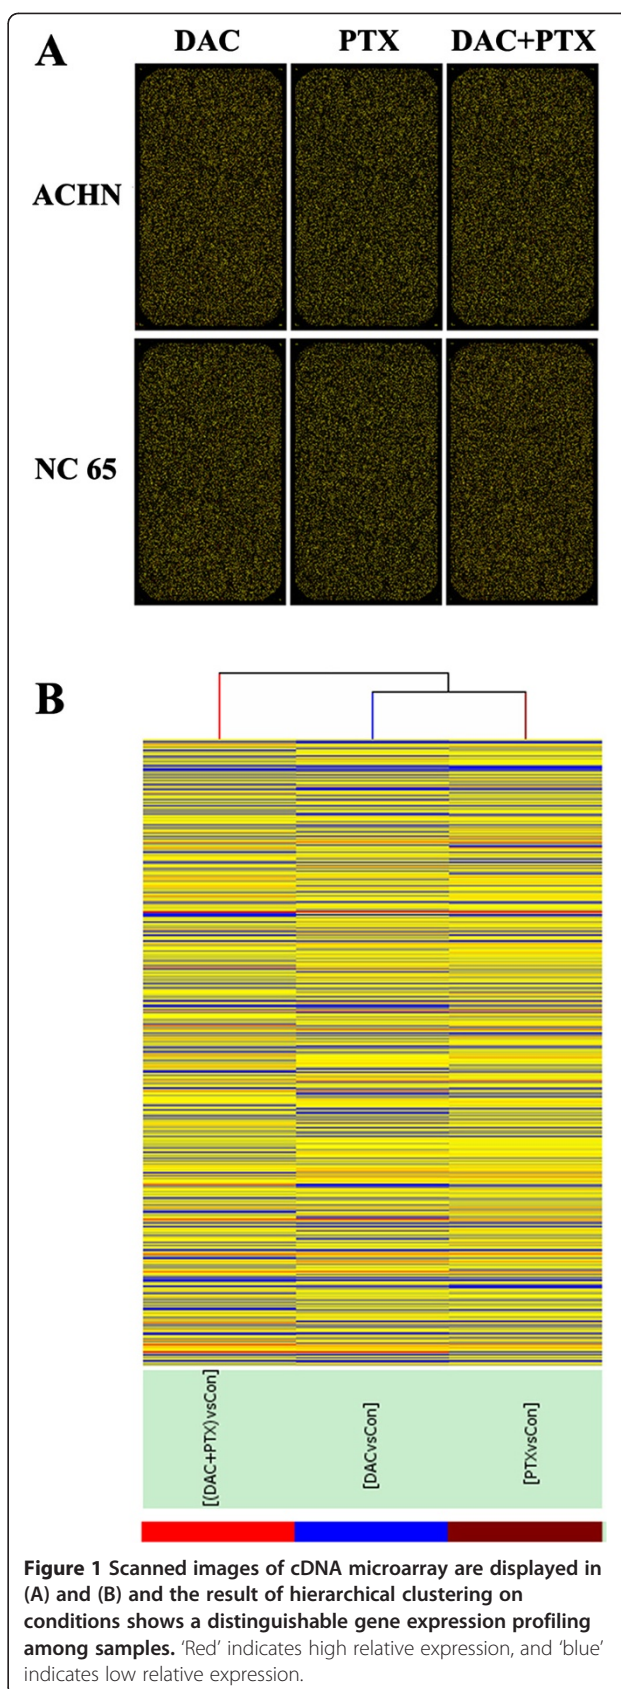 A
DAC PTX DAC+PTX
ACHN
NC 65
B
[(DAC+PTX)vsCon]
[DACvsCon]
[PTXvsCon]
Figure 1 Scanned images of cDNA microarray are displayed in
(A) and (B) and the result of hierarchical clustering on
conditions shows a distinguishable gene expression profiling
among samples. ‘Red’ indicates high relative expression, and ‘blue’
indicates low relative expression.